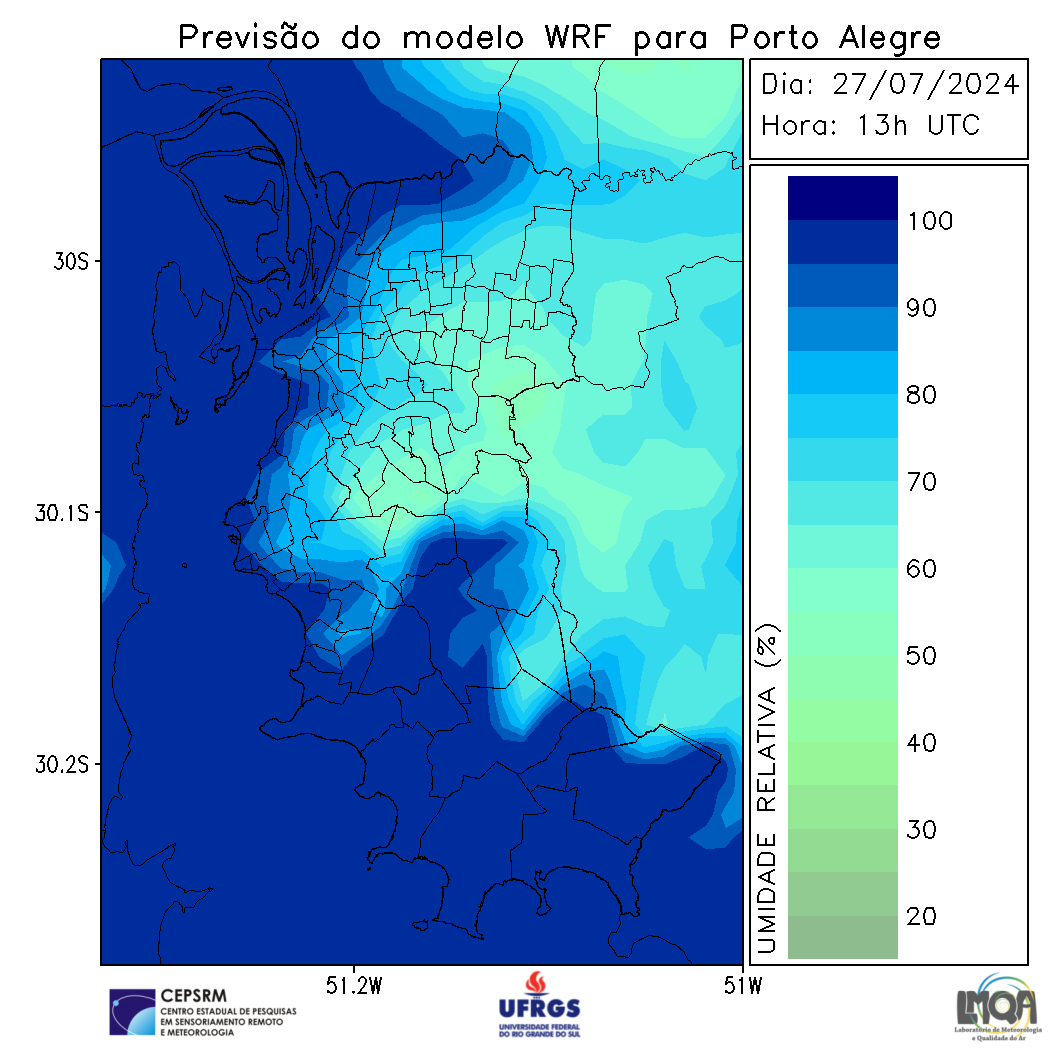 Previsão do modelo WRF para Porto Alegre
Dia: 27/07/2024
Hora: 13h UTC
30S
30.1S
30.2S
51.2W
51W
100
90
80
70
60
50
40
30
20
UMIDADE RELATIVA (%)
CEPSRM
CENTRO ESTADUAL DE PESQUISAS
EM SENSORIAMENTO REMOTO
E METEOROLOGIA
UFRGS
UNIVERSIDADE FEDERAL
DO RIO GRANDE DO SUL
LMQA
Laboratório de Meteorologia
e Qualidade do Ar